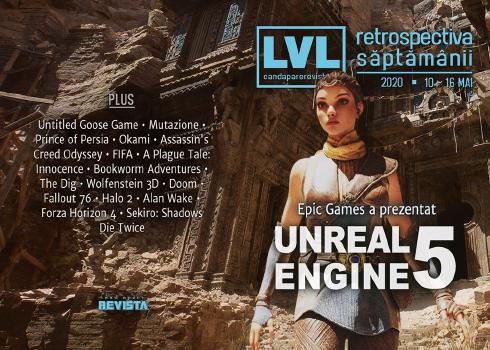 LVL
candaparerevista
retrospectiva
săptămânii
2020 ▪ 10 - 16 MAI
PLUS
Untitled Goose Game • Mutazione •
Prince of Persia • Okami • Assassin's
Creed Odyssey • FIFA • A Plague Tale:
Innocence • Bookworm Adventures •
The Dig • Wolfenstein 3D • Doom •
Fallout 76 • Halo 2 • Alan Wake •
Forza Horizon 4 • Sekiro: Shadows
Die Twice
Epic Games a prezentat
UNREAL
ENGINE 5
REVISTA